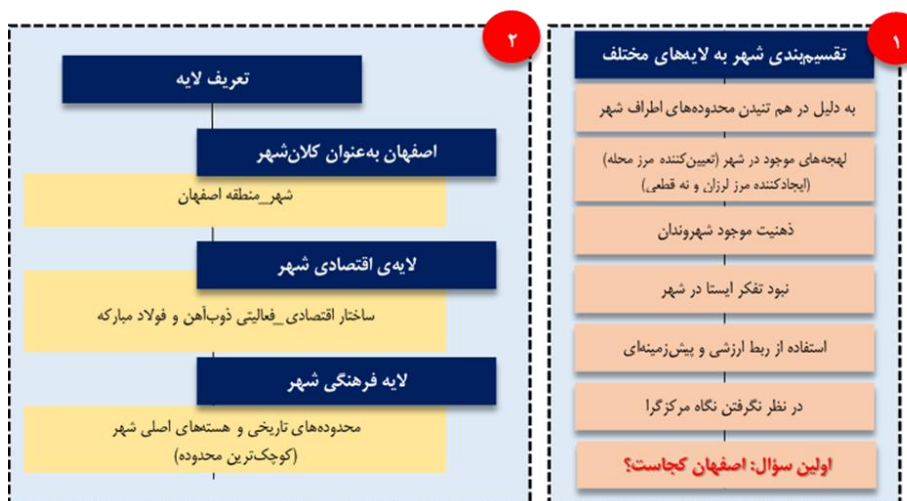 ۱
تقسیم‌بندی شهر به لایه‌های مختلف
به دلیل در هم تنیدن محدوده‌های اطراف شهر
لهجه‌های موجود در شهر (تعیین‌کننده مرز محله)
(ایجادکننده مرز لرزان و نه قطعی)
ذهنیت موجود شهروندان
نبود تفکر ایستا در شهر
استفاده از ربط ارزشی و پیش‌زمینه‌ای
در نظر نگرفتن نگاه مرکزگرا
اولین سؤال: اصفهان کجاست؟
۲
تعریف لایه
اصفهان به‌عنوان کلان‌شهر
شهر_منطقه اصفهان
لایه‌ی اقتصادی شهر
ساختار اقتصادی_فعالیتی ذوب‌آهن و فولاد مبارکه
لایه فرهنگی شهر
محدوده‌های تاریخی و هسته‌های اصلی شهر
(کوچک‌ترین محدوده)